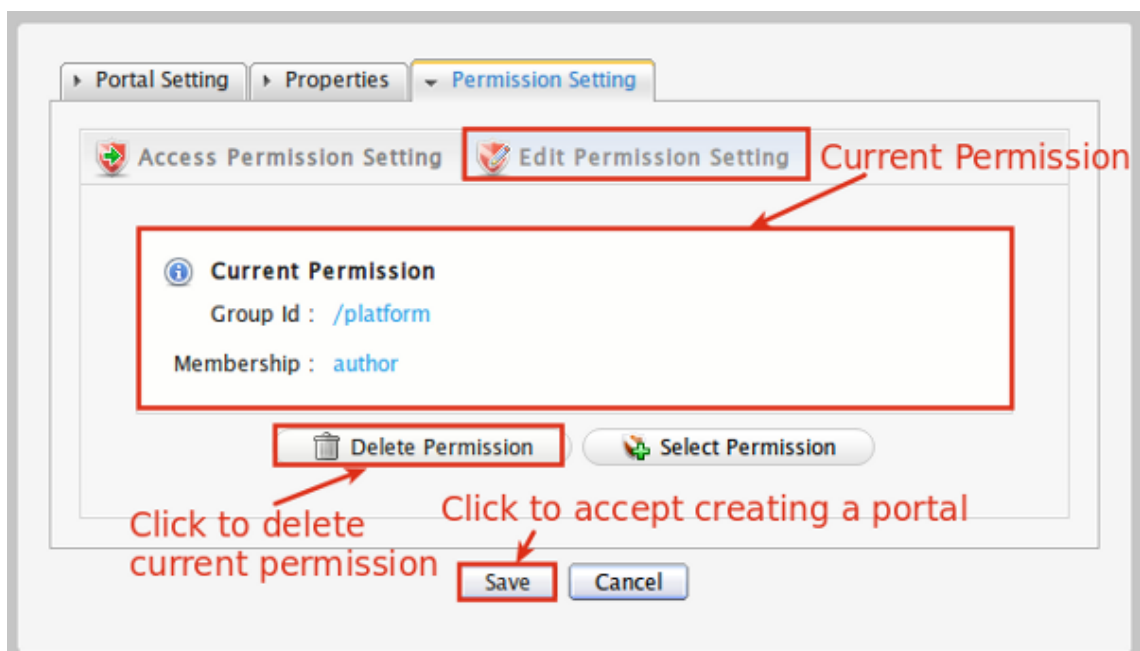 Portal Setting Properties Permission Setting
Access Permission Setting Edit Permission Setting Current Permission
Current Permission
Group Id : /platform
Membership : author
Delete Permission Select Permission
Click to delete
current permission
Click to accept creating a portal
Save Cancel